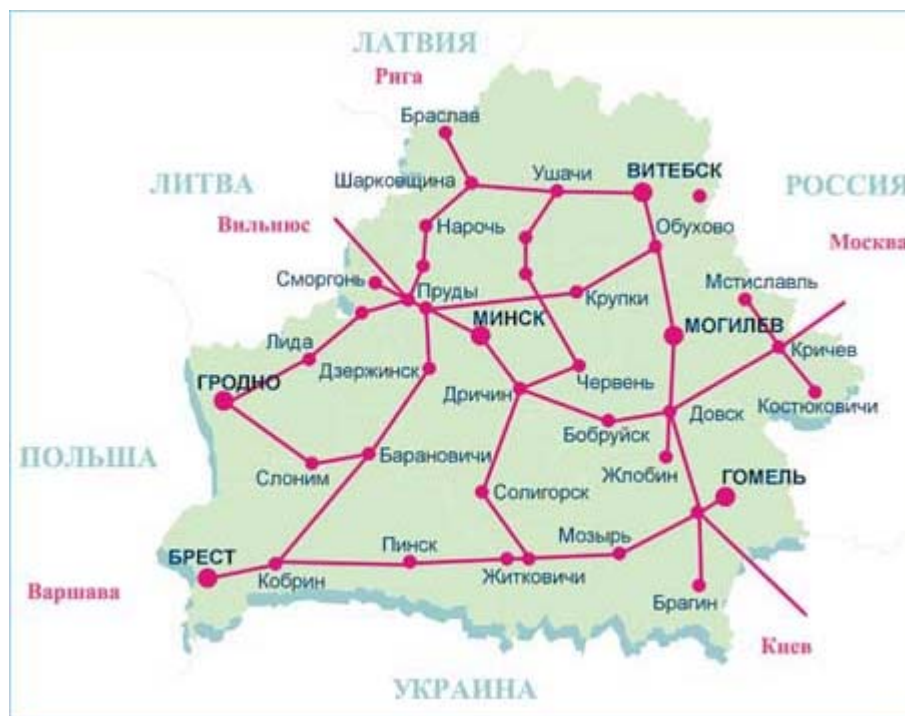 ЛАТВИЯ
Рига
Браслав
Ушачи
ВИТЕБСК
Шарковщина
ЛИТВА
РОССИЯ
Вильнюс
Нарочь
Обухово
Москва
Сморгонь
Мстиславль
Пруды
Крупки
МИНСК
МОГИЛЕВ
Лида
Кричев
Дзержинск
ГРОДНО
Дричин
Червень
Костюковичи
Довск
Бобруйск
ПОЛЬША
Барановичи
Слоним
Жлобин
ГОМЕЛЬ
Солигорск
Мозырь
Пинск
БРЕСТ
Кобрин
Житковичи
Варшава
Брагин
Киев
УКРАИНА